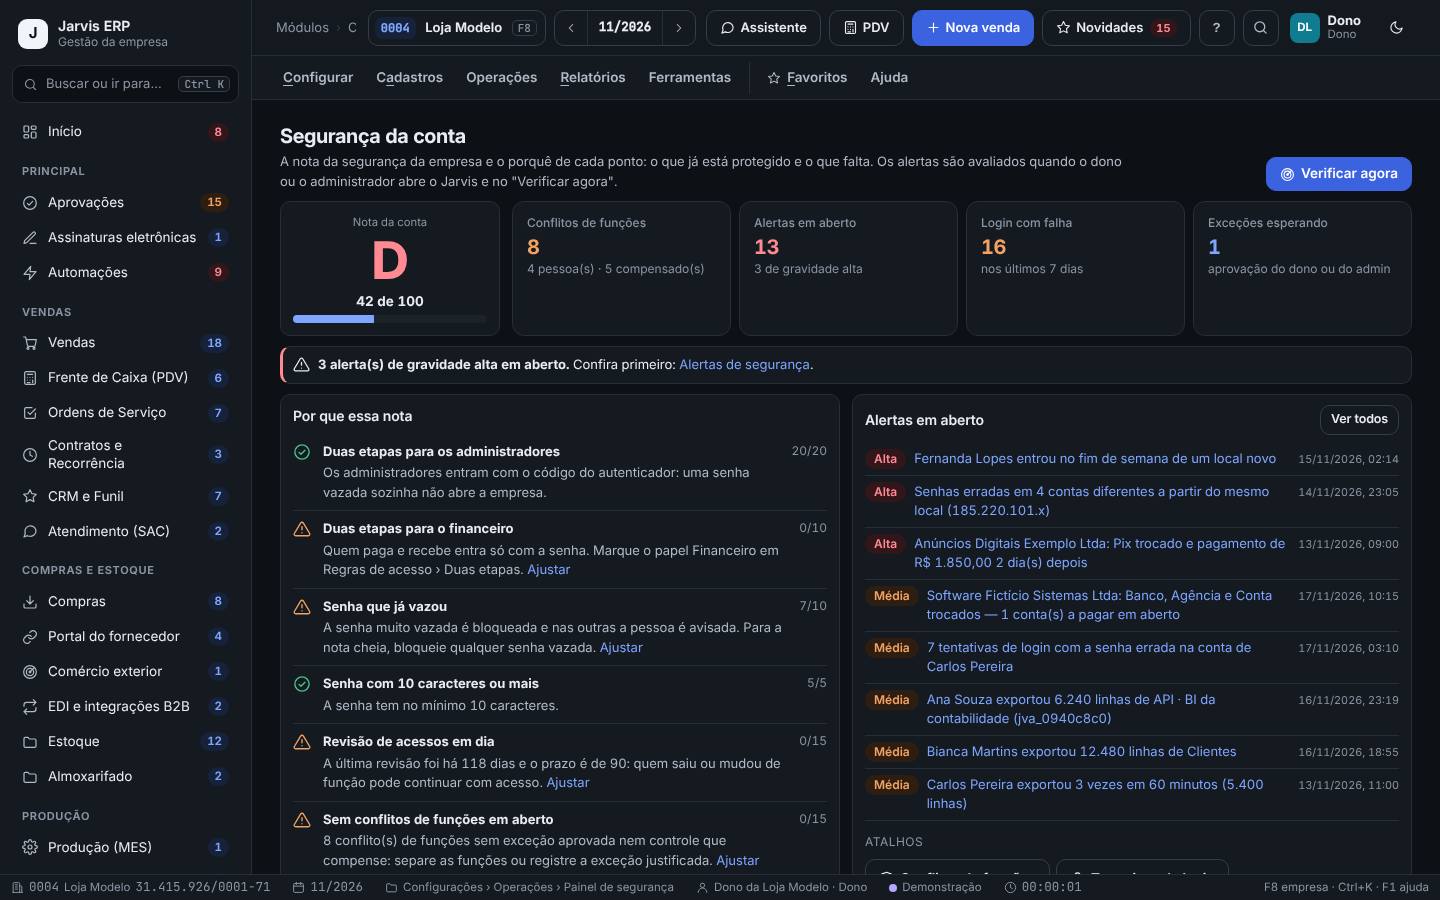 J
Jarvis ERP
Gestão da empresa
Buscar ou ir para... Ctrl K
Início 8
PRINCIPAL
Aprovações 15
Assinaturas eletrônicas 1
Automações 9
VENDAS
Vendas 18
Frente de Caixa (PDV) 6
Ordens de Serviço 7
Contratos e
Recorrência 3
CRM e Funil 7
Atendimento (SAC) 2
COMPRAS E ESTOQUE
Compras 8
Portal do fornecedor 4
Comércio exterior 1
EDI e integrações B2B 2
Estoque 12
Almoxarifado 2
PRODUÇÃO
Produção (MES) 1
Módulos › C
0004 Loja Modelo F8
‹ 11/2026 ›
Assistente
PDV
+ Nova venda
Novidades 15
?
DL
Dono
Dono
Configurar Cadastros Operações Relatórios Ferramentas Favoritos Ajuda
Segurança da conta
A nota da segurança da empresa e o porquê de cada ponto: o que já está protegido e o que falta. Os alertas são avaliados quando o dono
ou o administrador abre o Jarvis e no "Verificar agora".
Verificar agora
Nota da conta
D
42 de 100
Conflitos de funções
8
4 pessoa(s) · 5 compensado(s)
Alertas em aberto
13
3 de gravidade alta
Login com falha
16
nos últimos 7 dias
Exceções esperando
1
aprovação do dono ou do admin
3 alerta(s) de gravidade alta em aberto. Confira primeiro: Alertas de segurança.
Por que essa nota
Duas etapas para os administradores 20/20
Os administradores entram com o código do autenticador: uma senha
vazada sozinha não abre a empresa.
Duas etapas para o financeiro 0/10
Quem paga e recebe entra só com a senha. Marque o papel Financeiro em
Regras de acesso › Duas etapas. Ajustar
Senha que já vazou 7/10
A senha muito vazada é bloqueada e nas outras a pessoa é avisada. Para a
nota cheia, bloqueie qualquer senha vazada. Ajustar
Senha com 10 caracteres ou mais 5/5
A senha tem no mínimo 10 caracteres.
Revisão de acessos em dia 0/15
A última revisão foi há 118 dias e o prazo é de 90: quem saiu ou mudou de
função pode continuar com acesso. Ajustar
Sem conflitos de funções em aberto 0/15
8 conflito(s) de funções sem exceção aprovada nem controle que
compense: separe as funções ou registre a exceção justificada. Ajustar
Alertas em aberto Ver todos
Alta Fernanda Lopes entrou no fim de semana de um local novo 15/11/2026, 02:14
Alta Senhas erradas em 4 contas diferentes a partir do mesmo 14/11/2026, 23:05
local (185.220.101.x)
Alta Anúncios Digitais Exemplo Ltda: Pix trocado e pagamento de 13/11/2026, 09:00
R$ 1.850,00 2 dia(s) depois
Média Software Fictício Sistemas Ltda: Banco, Agência e Conta 17/11/2026, 10:15
trocados — 1 conta(s) a pagar em aberto
Média 7 tentativas de login com a senha errada na conta de 17/11/2026, 03:10
Carlos Pereira
Média Ana Souza exportou 6.240 linhas de API · BI da 16/11/2026, 23:19
contabilidade (jva_0940c8c0)
Média Bianca Martins exportou 12.480 linhas de Clientes 16/11/2026, 18:55
Média Carlos Pereira exportou 3 vezes em 60 minutos (5.400 13/11/2026, 11:00
linhas)
ATALHOS
0004 Loja Modelo 31.415.926/0001-71 11/2026 Configurações › Operações › Painel de segurança Dono da Loja Modelo · Dono Demonstração 00:00:01 F8 empresa · Ctrl+K · F1 ajuda